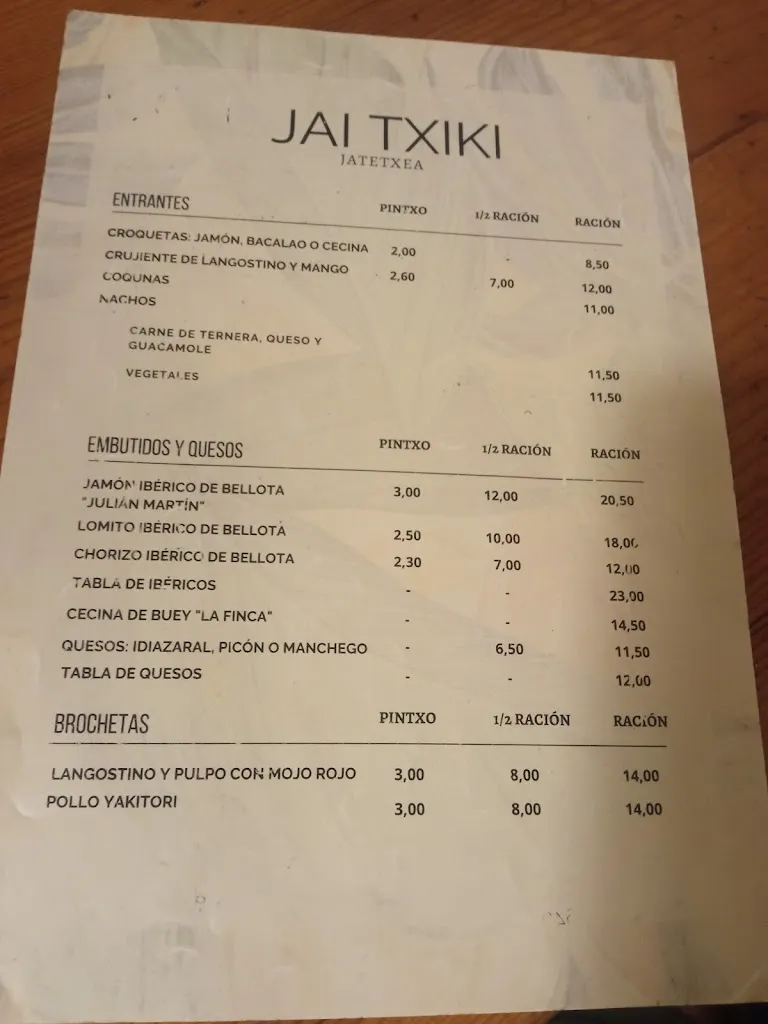 JAI TXIKI
JATETXEA
ENTRANTES PINTXO 1/2 RACIÓN RACIÓN
CROQUETAS: JAMÓN, BACALAO O CECINA 2,00 - 8,50
CRUJIENTE DE LANGOSTINO Y MANGO 2,60 7,00 12,00
COQUNAS 11,00
NACHOS
CARNE DE TERNERA, QUESO Y
GUACAMOLE 11,50
VEGETALES 11,50
EMBUTIDOS Y QUESOS PINTXO 1/2 RACIÓN RACIÓN
JAMÓN IBÉRICO DE BELLOTA 3,00 12,00 20,50
"JULIÁN MARTÍN"
LOMITO IBÉRICO DE BELLOTA 2,50 10,00 18,00
CHORIZO IBÉRICO DE BELLOTA 2,30 7,00 12,00
TABLA DE IBÉRICOS - - 23,00
CECINA DE BUEY "LA FINCA" - - 14,50
QUESOS: IDIAZARAL, PICÓN O MANCHEGO - 6,50 11,50
TABLA DE QUESOS - - 12,00
BROCHETAS PINTXO 1/2 RACIÓN RACIÓN
LANGOSTINO Y PULPO CON MOJO ROJO 3,00 8,00 14,00
POLLO YAKITORI 3,00 8,00 14,00